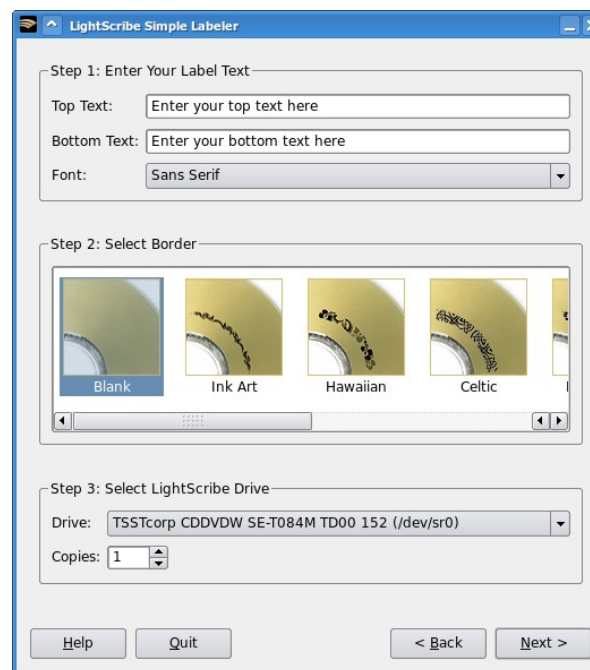 LightScribe Simple Labeler
Step 1: Enter Your Label Text
Top Text: Enter your top text here
Bottom Text: Enter your bottom text here
Font: Sans Serif
Step 2: Select Border
Blank Ink Art Hawaiian Celtic
Step 3: Select LightScribe Drive
Drive: TSSTcorp CDDVDW SE-T084M TD00 152 (/dev/sr0)
Copies: 1
Help Quit < Back Next >